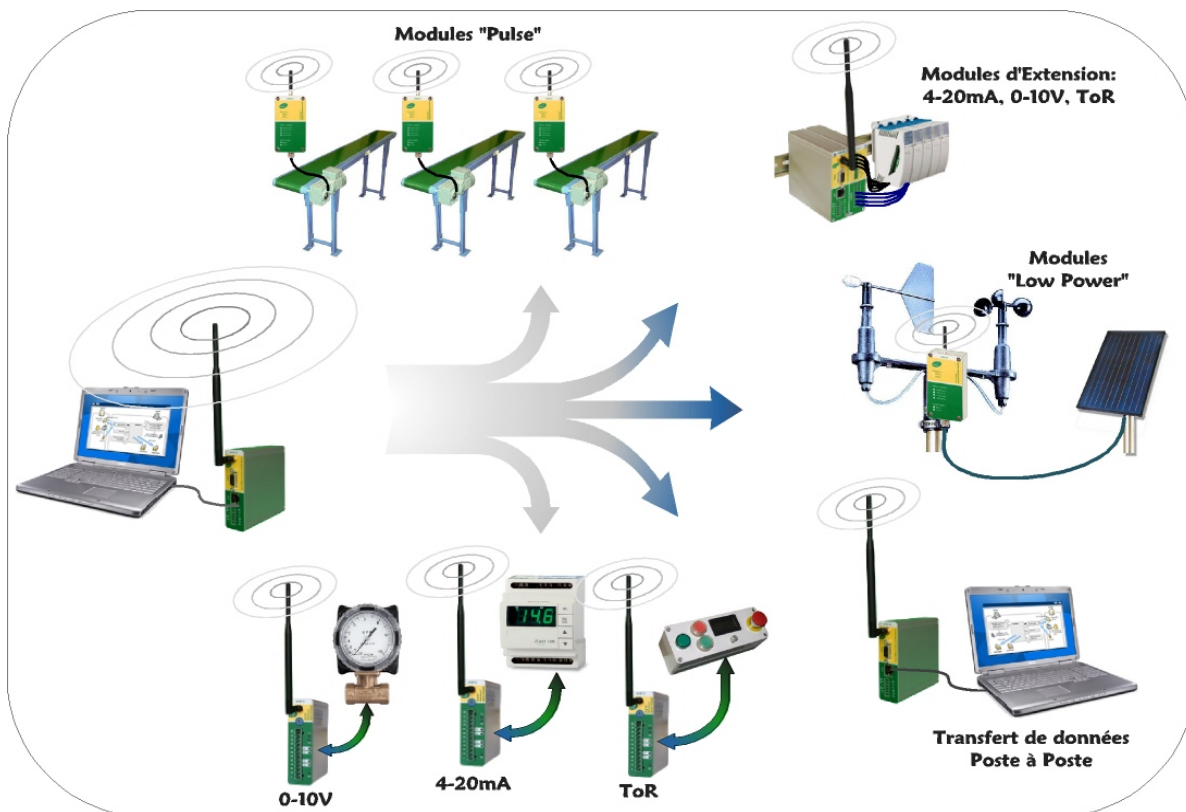 Modules "Pulse"
Modules d'Extension:
4-20mA, 0-10V, ToR
Modules
"Low Power"
14.6
0-10V
4-20mA
ToR
Transfert de données
Poste à Poste